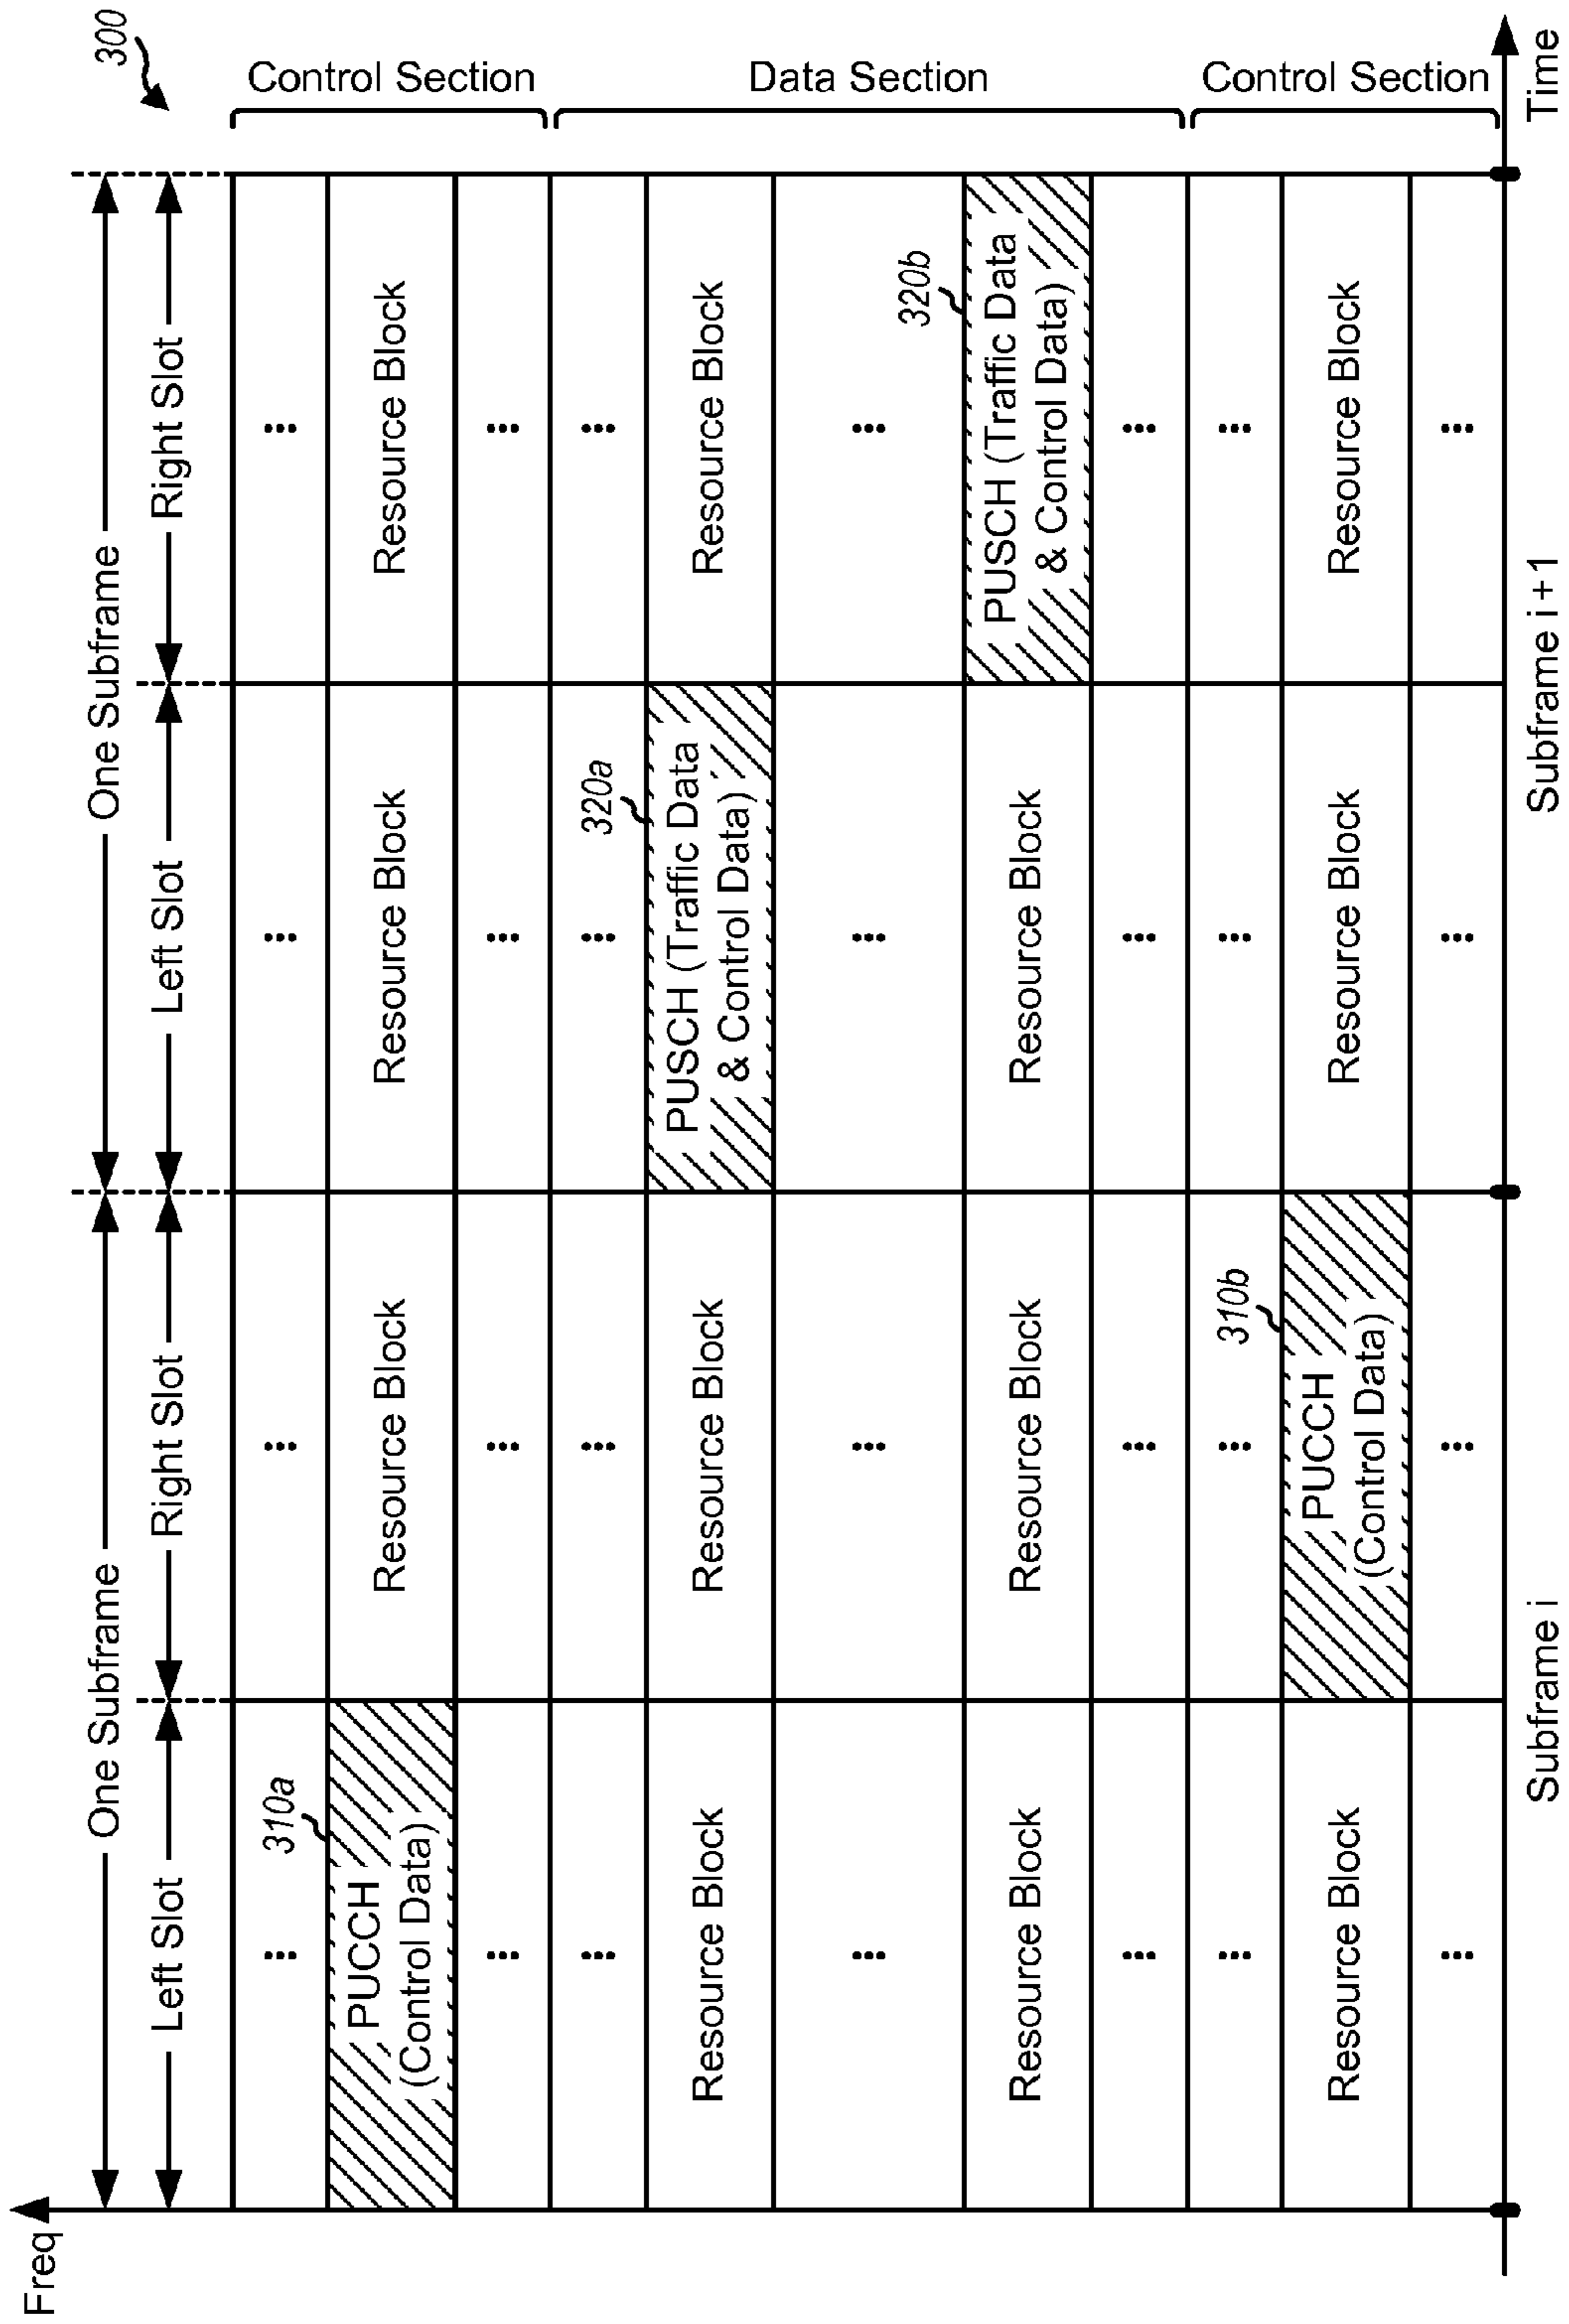 300
Freq
One Subframe
One Subframe
Left Slot
Right Slot
Left Slot
Right Slot
...
310a
...
...
...
Control Section
PUCCH
(Control Data)
Resource Block
Resource Block
Resource Block
...
...
...
...
...
...
320a
...
Data Section
Resource Block
Resource Block
PUSCH (Traffic Data
& Control Data)
Resource Block
...
...
...
...
320b
Resource Block
Resource Block
Resource Block
PUSCH (Traffic Data
& Control Data)
...
...
...
...
...
...
310b
...
...
Control Section
Resource Block
PUCCH
(Control Data)
Resource Block
Resource Block
...
...
...
...
Subframe i
Subframe i + 1
Time